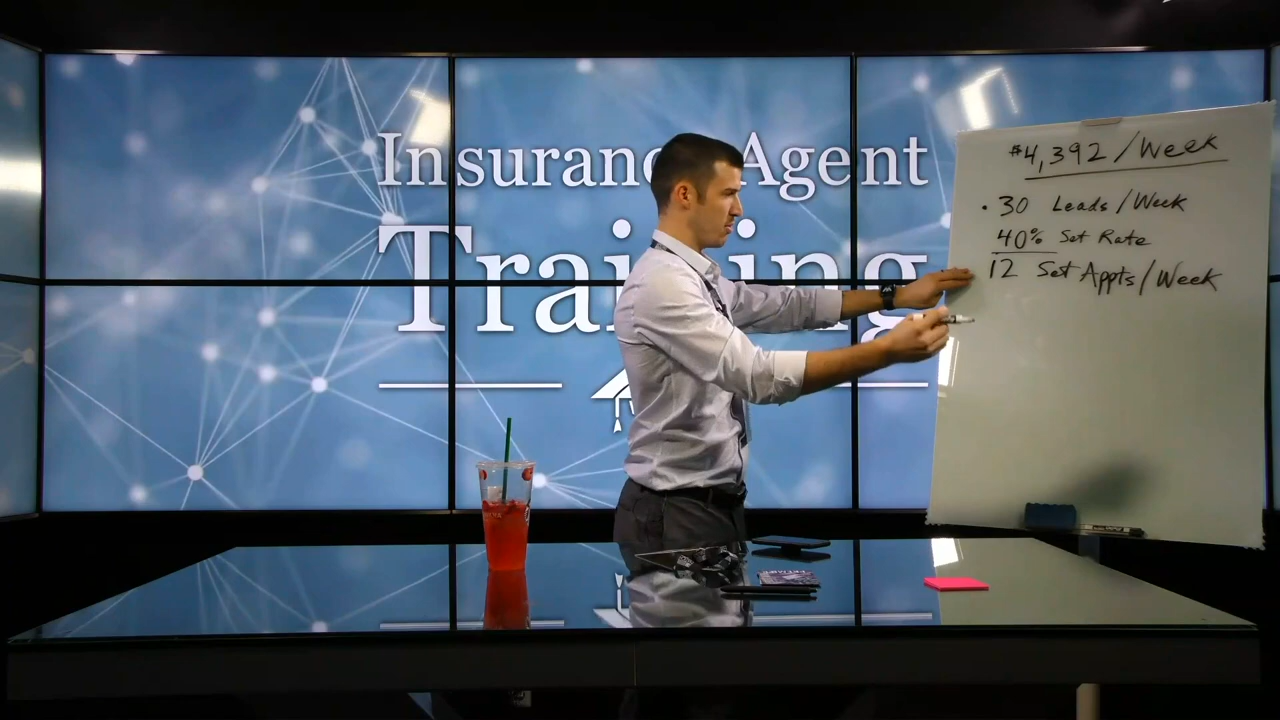 Insurance Agent
Training
$4,392/Week
• 30 Leads/Week
40% Set Rate
12 Set Appts/Week